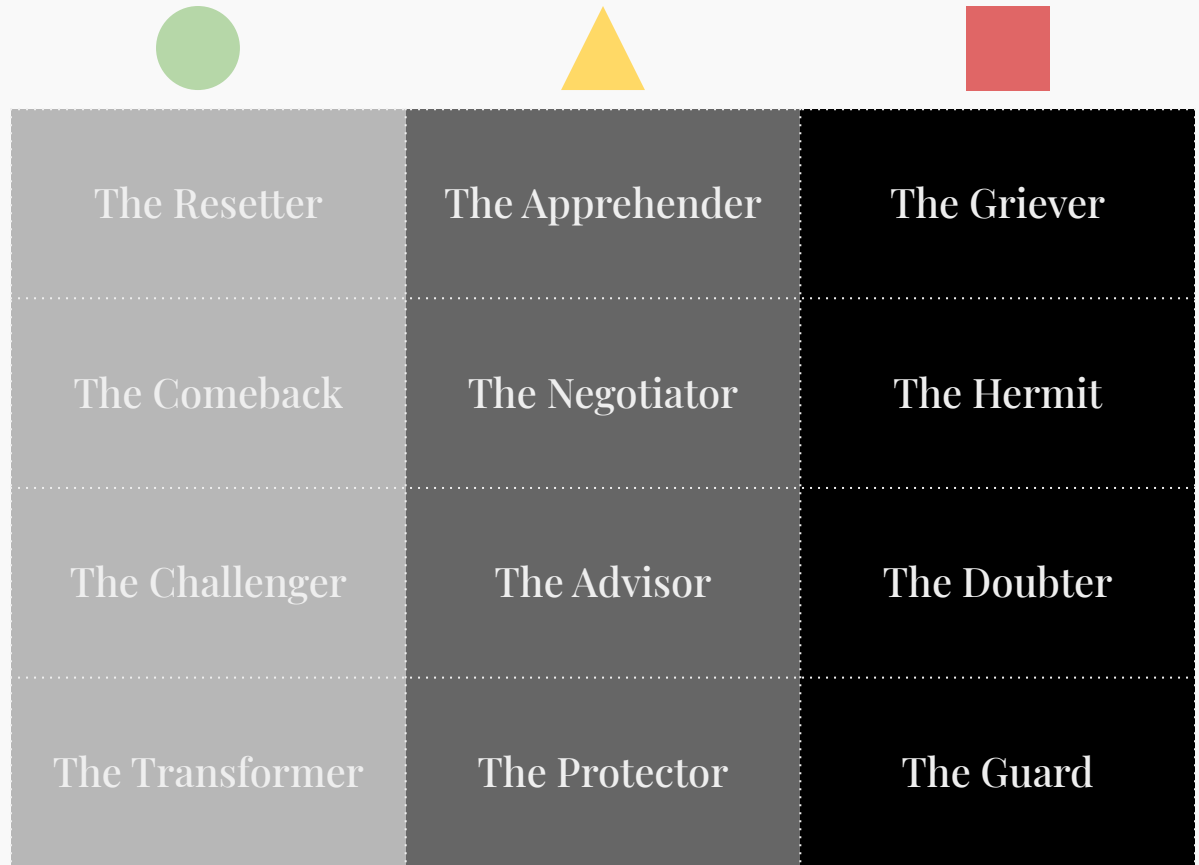 The Resetter
The Apprehender
The Griever
The Comeback
The Negotiator
The Hermit
The Challenger
The Advisor
The Doubter
The Transformer
The Protector
The Guard